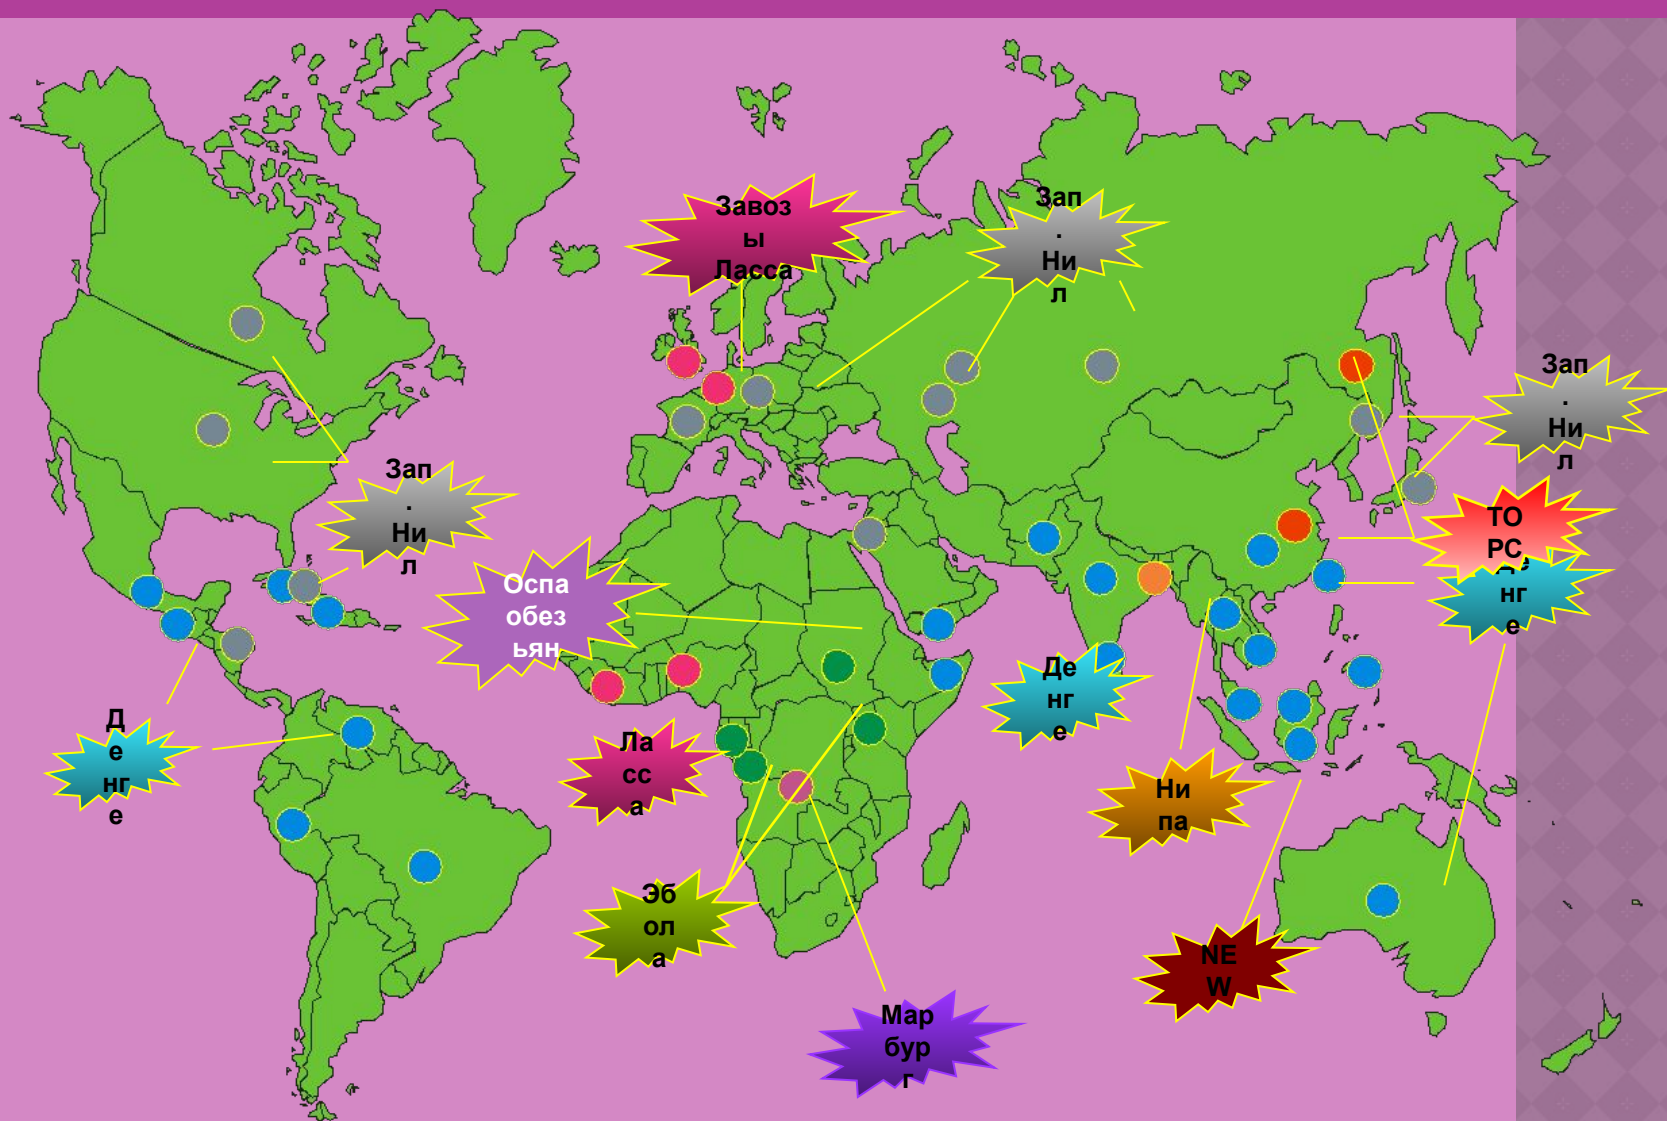 Завоз
ы
Ласса
Зап
.
Ни
л
Зап
.
Ни
л
Зап
.
Ни
л
ТО
РС
Де
нг
е
Оспа
обез
ьян
Де
нг
е
Д
е
нг
е
Ла
сс
а
Ни
па
Эб
ол
а
NE
W
Мар
бур
г